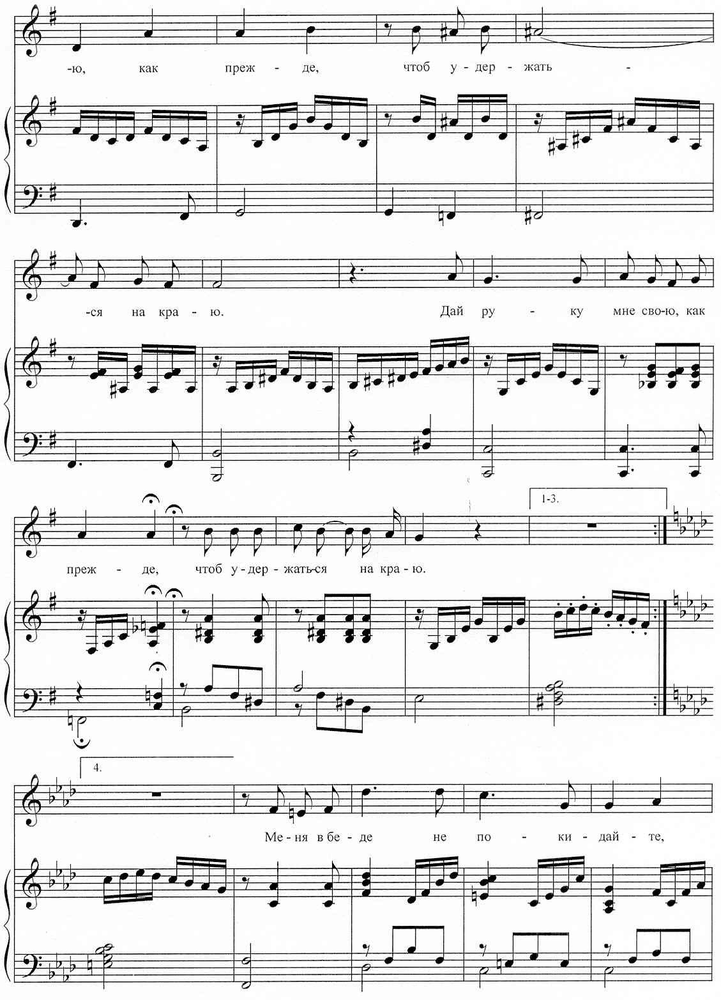 -ю, как преж - де, чтоб у - дер - жать -
-ся на кра - ю. Дай ру - ку мне сво-ю, как
1-3.
преж - де, чтоб у - дер - жать-ся на кра - ю.
4.
Ме - ня в бе - де не по - ки - дай - те,